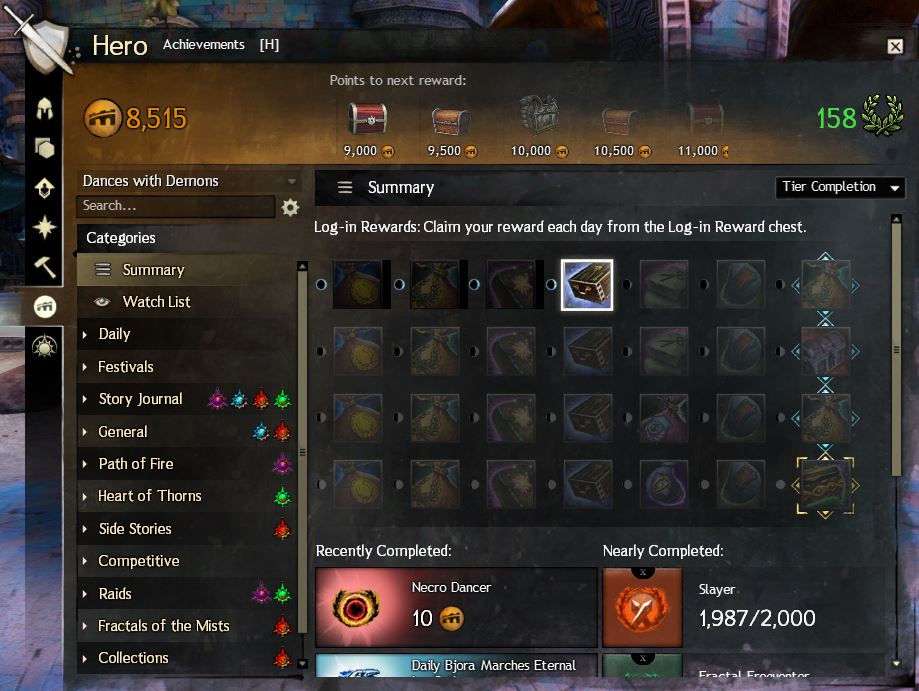 Hero Achievements [H]
Points to next reward:
8,515
158
9,000
9,500
10,000
10,500
11,000
Dances with Demons
Search...
Categories
Summary
Watch List
Daily
Festivals
Story Journal
General
Path of Fire
Heart of Thorns
Side Stories
Competitive
Raids
Fractals of the Mists
Collections
Summary
Tier Completion
Log-in Rewards: Claim your reward each day from the Log-in Reward chest.
Recently Completed:
Necro Dancer
10
Daily Bjora Marches Eternal
Nearly Completed:
X
Slayer
1,987/2,000
X
Fractal Frequenter